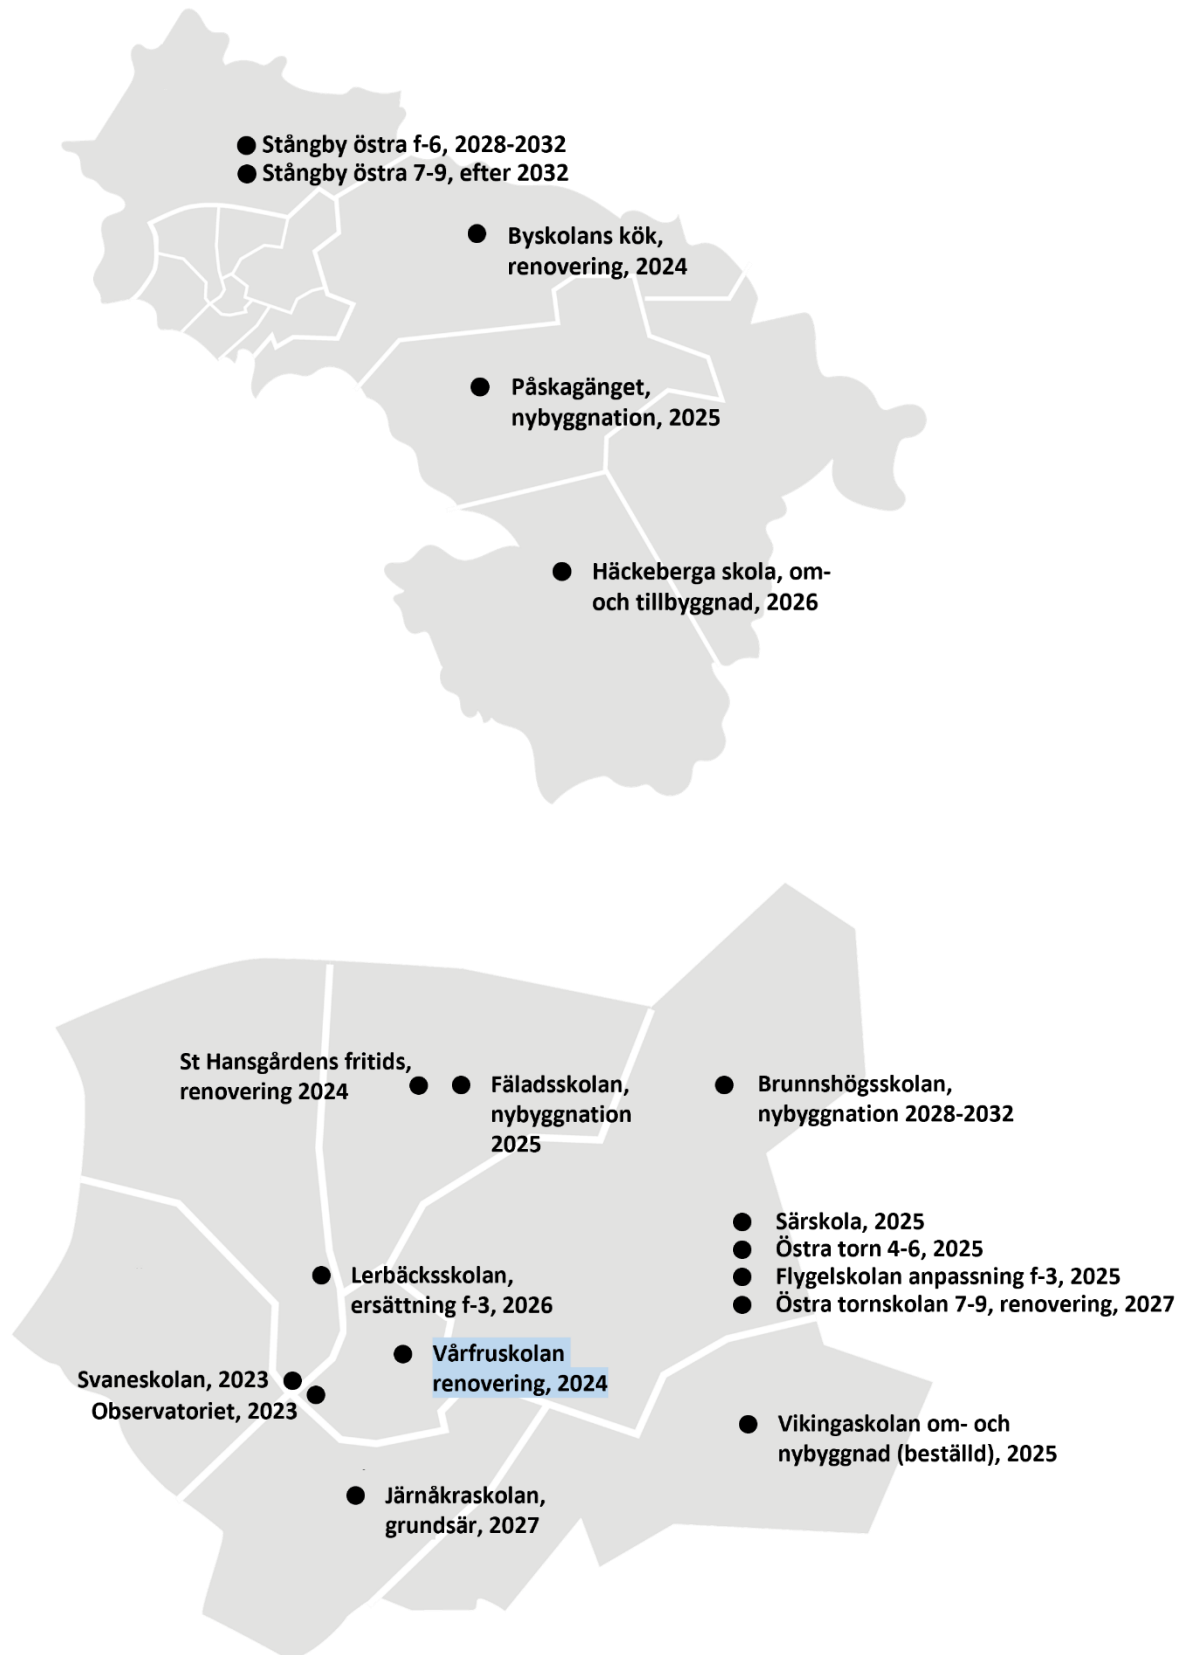 Stångby östra f-6, 2028-2032
Stångby östra 7-9, efter 2032
Byskolans kök,
renovering, 2024
Påskagänget,
nybyggnation, 2025
Häckeberga skola, om-
och tillbyggnad, 2026
St Hansgårdens fritids,
renovering 2024
Fäladsskolan,
nybyggnation
2025
Brunnshögsskolan,
nybyggnation 2028-2032
Särskola, 2025
Östra torn 4-6, 2025
Flygelskolan anpassning f-3, 2025
Östra tornskolan 7-9, renovering, 2027
Lerbäcksskolan,
ersättning f-3, 2026
Vårfruskolan
renovering, 2024
Svaneskolan, 2023
Observatoriet, 2023
Vikingaskolan om- och
nybyggnad (beställd), 2025
Järnåkraskolan,
grundsär, 2027